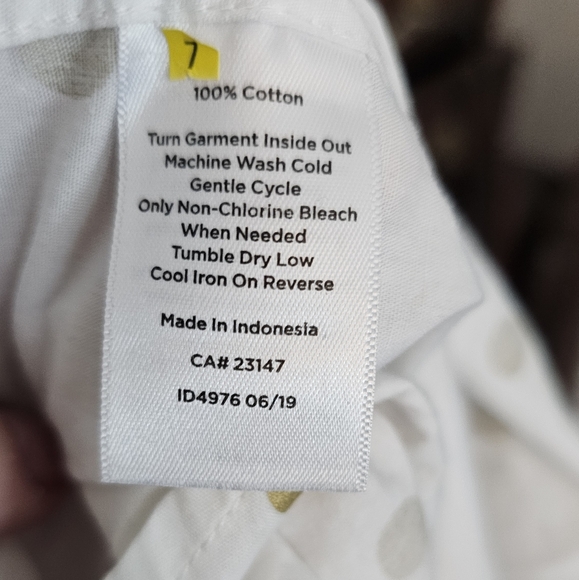 7
100% Cotton
Turn Garment Inside Out
Machine Wash Cold
Gentle Cycle
Only Non-Chlorine Bleach
When Needed
Tumble Dry Low
Cool Iron On Reverse
Made In Indonesia
CA# 23147
ID4976 06/19